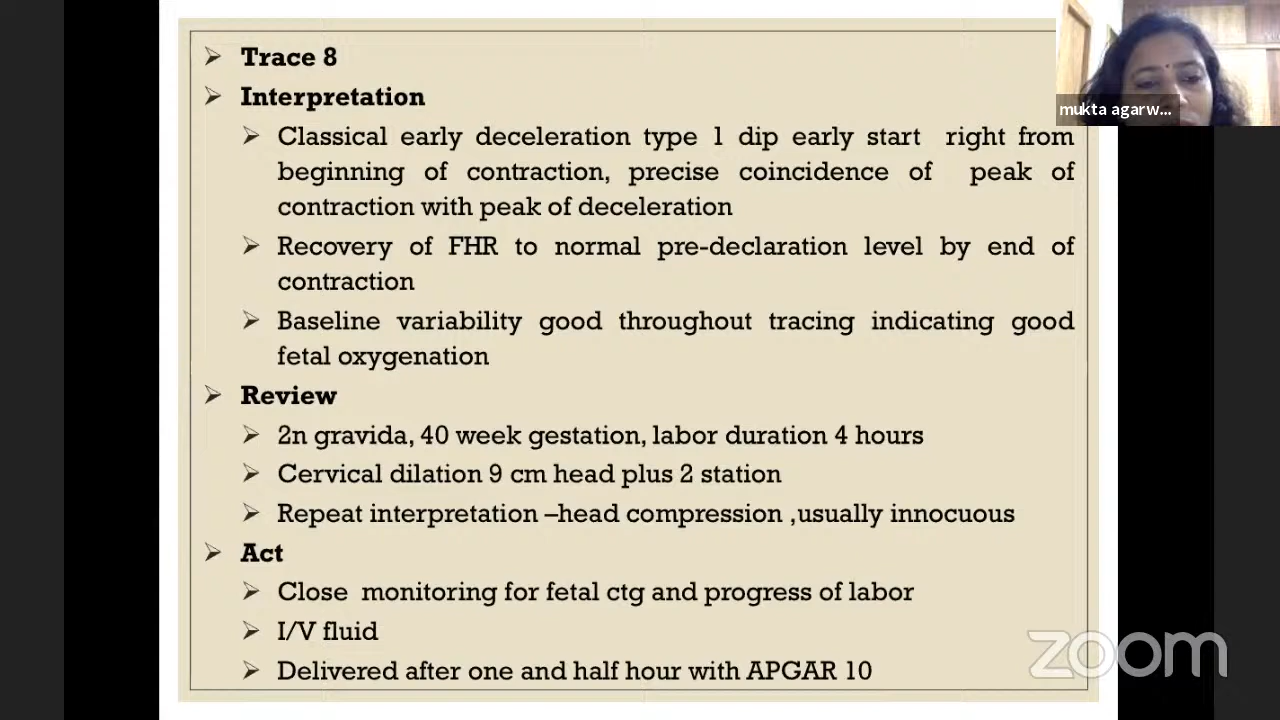 Trace 8
Interpretation
Classical early deceleration type 1 dip early start right from
beginning of contraction, precise coincidence of peak of
contraction with peak of deceleration
Recovery of FHR to normal pre-declaration level by end of
contraction
Baseline variability good throughout tracing indicating good
fetal oxygenation
Review
2n gravida, 40 week gestation, labor duration 4 hours
Cervical dilation 9 cm head plus 2 station
Repeat interpretation –head compression ,usually innocuous
Act
Close monitoring for fetal ctg and progress of labor
I/V fluid
Delivered after one and half hour with APGAR 10
mukta agarw...
zoom